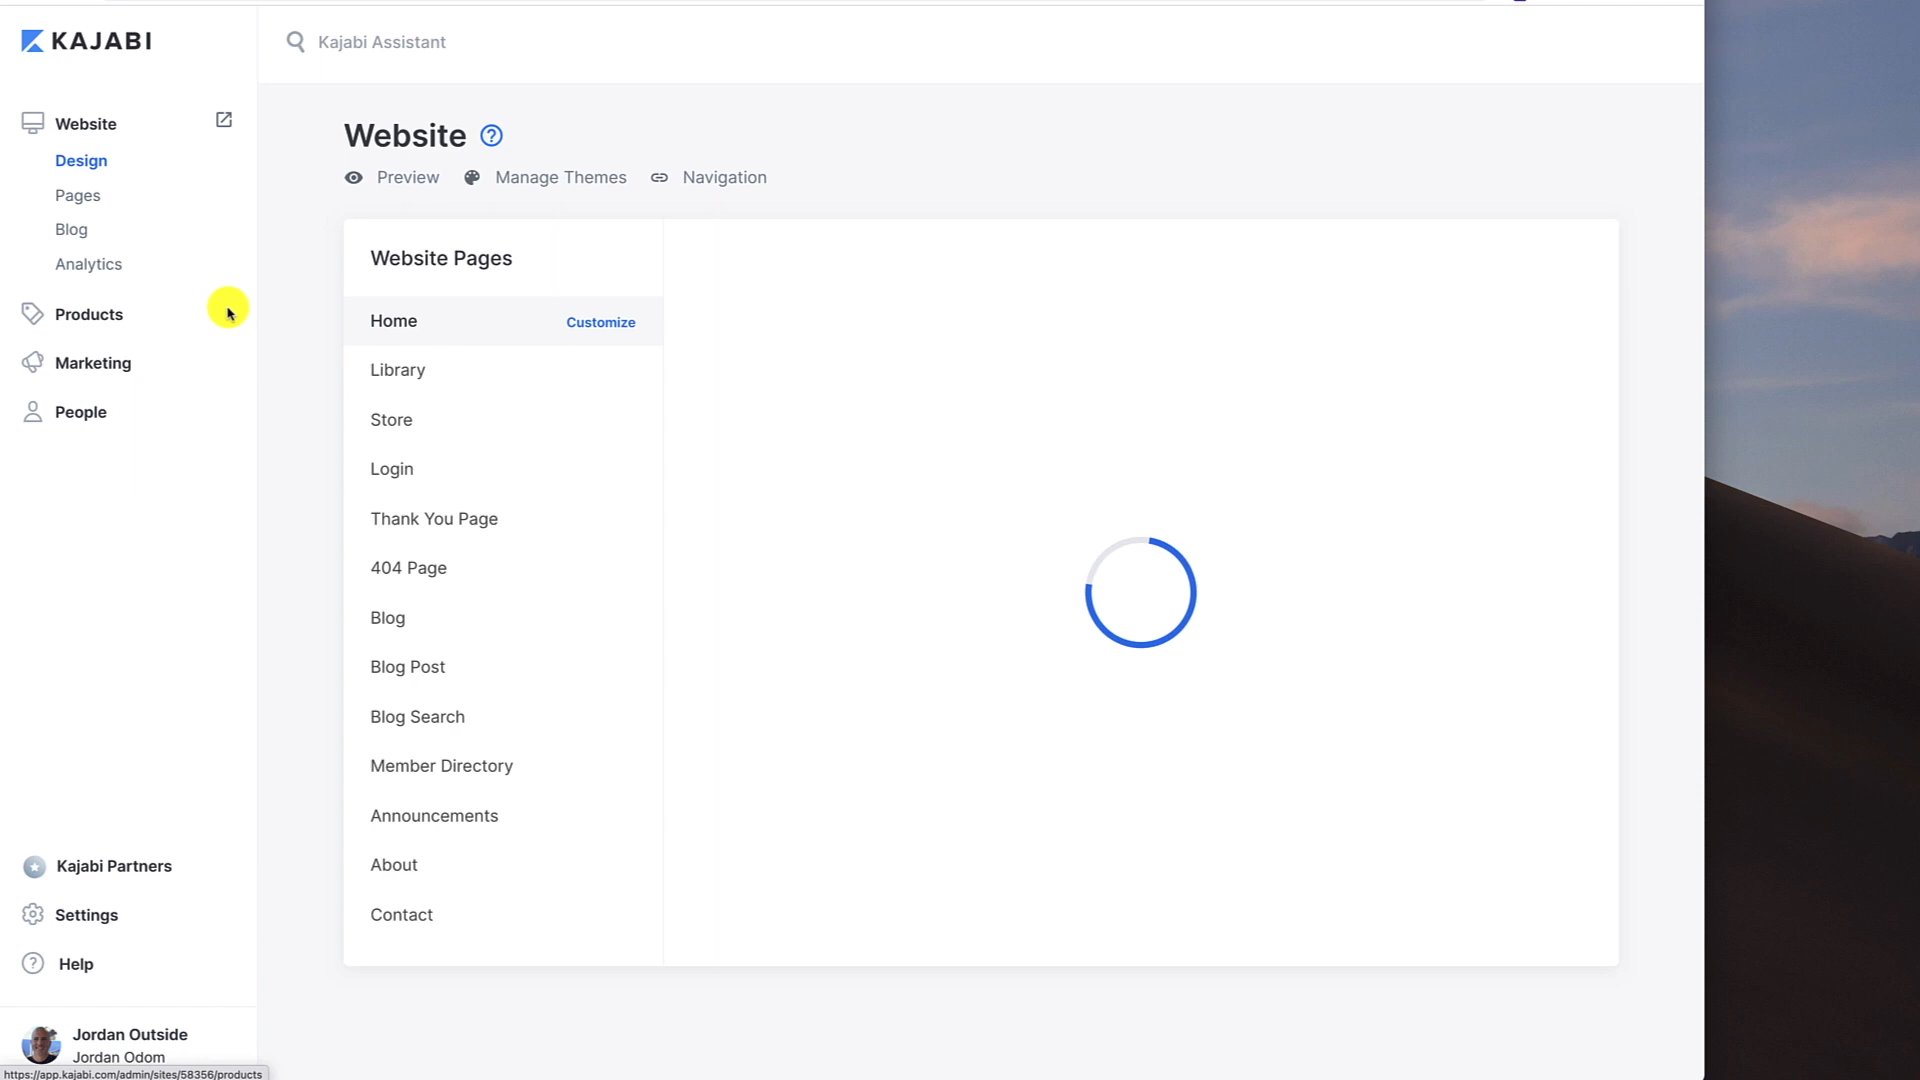 KAJABI
Kajabi Assistant
Website
Design
Pages
Blog
Analytics
Products
Marketing
People
Kajabi Partners
Settings
Help
Jordan Outside
Jordan Odom
https://app.kajabi.com/admin/sites/58356/products
Website
Preview
Manage Themes
Navigation
Website Pages
Home
Customize
Library
Store
Login
Thank You Page
404 Page
Blog
Blog Post
Blog Search
Member Directory
Announcements
About
Contact